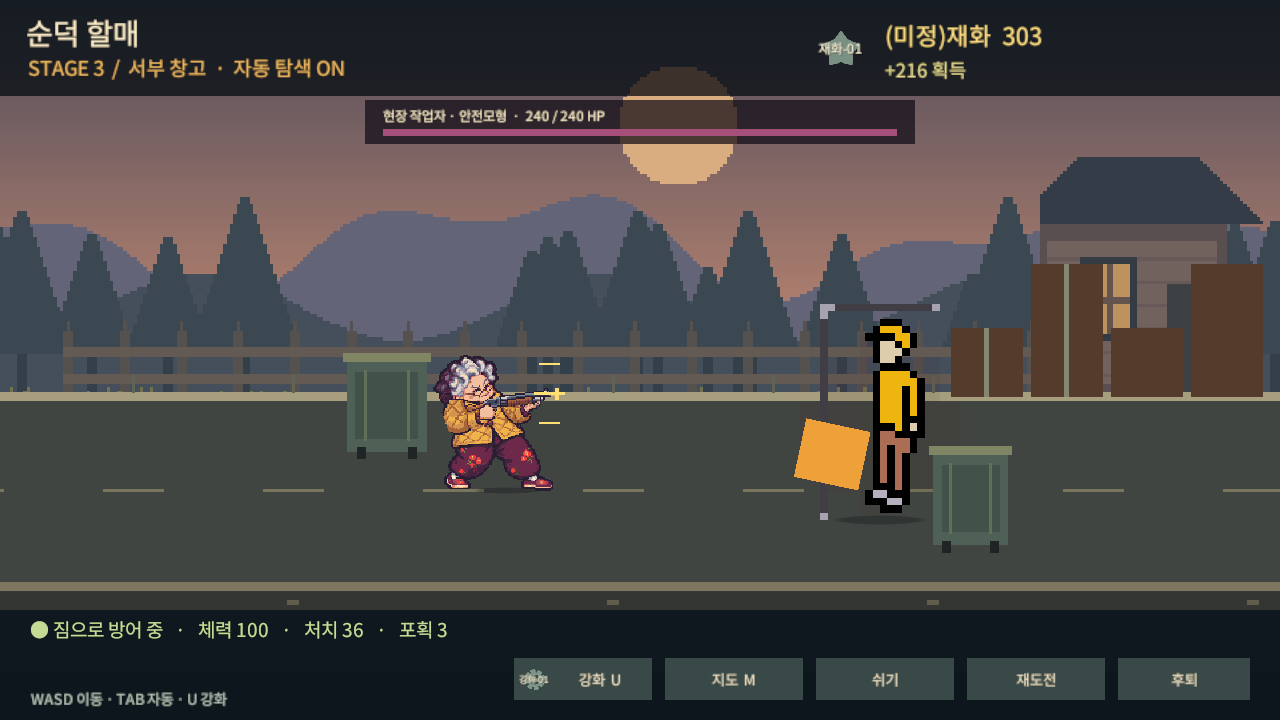 순덕 할매
STAGE 3 / 서부 창고 · 자동 탐색 ON
재화-01
(미정)재화 303
+216 획득
현장 작업자 · 안전모형 · 240 / 240 HP
짐으로 방어 중 · 체력 100 · 처치 36 · 포획 3
WASD 이동 · TAB 자동 · U 강화
강화-01
강화 U
지도 M
쉬기
재도전
후퇴